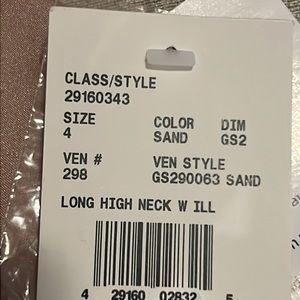 CLASS/STYLE
29160343
SIZE COLOR DIM
4 SAND GS2
VEN # VEN STYLE
298 GS290063 SAND
LONG HIGH NECK W ILL
4 29160 02832 5